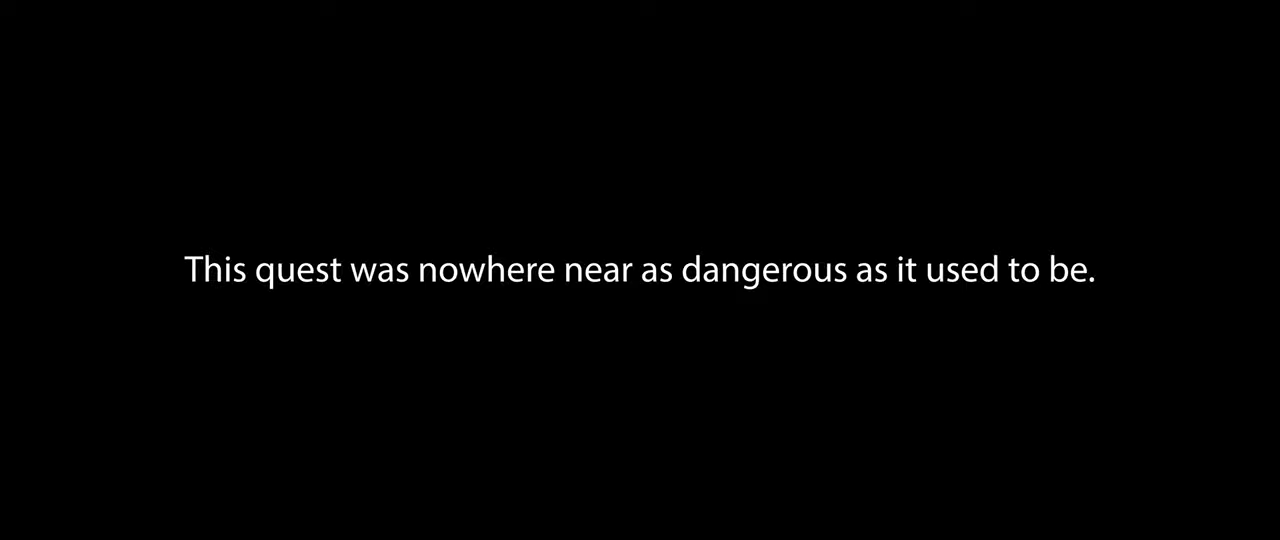 This quest was nowhere near as dangerous as it used to be.